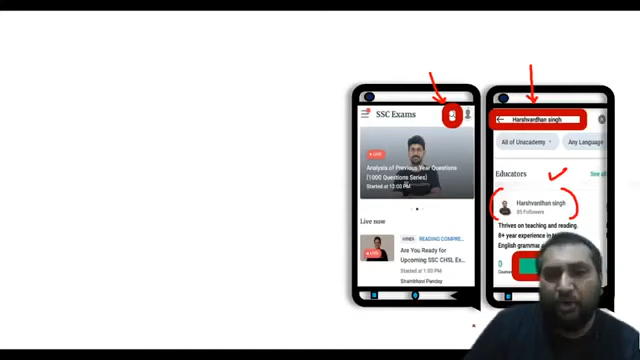 SSC Exams
LIVE
Analysis of Previous Year Questions
(1000 Questions Series)
Started at 12:00 PM
Live now
LIVE
HINDI READING COMPRE...
Are You Ready for
Upcoming SSC CHSL Ex...
Started at 1:00 PM
Shambhavi Panday
Harshvardhan singh
All of Unacademy
Any Language
Educators
See all
Harshvardhan singh
85 Followers
Thrives on teaching and reading.
8+ year experience in
English grammar
0